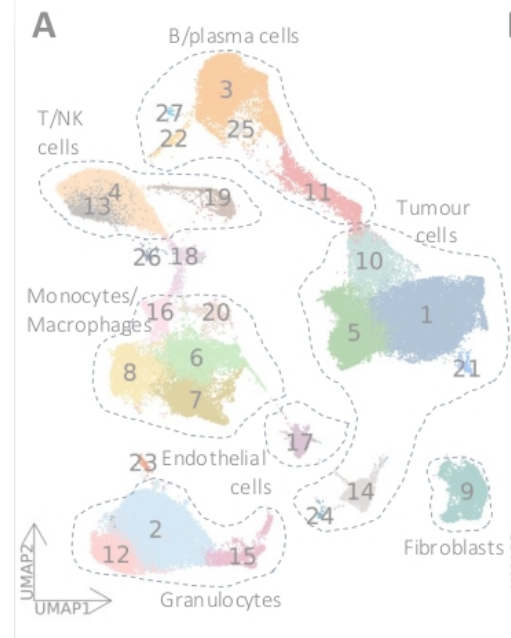 A
B/plasma cells
3
27
25
22
T/NK
cells
4
13
19
11
Tumour
cells
26
18
10
Monocytes/
Macrophages
16
20
1
5
6
8
21
7
17
23
Endothelial
cells
14
9
24
2
12
15
Fibroblasts
UMAP2
UMAP1
Granulocytes